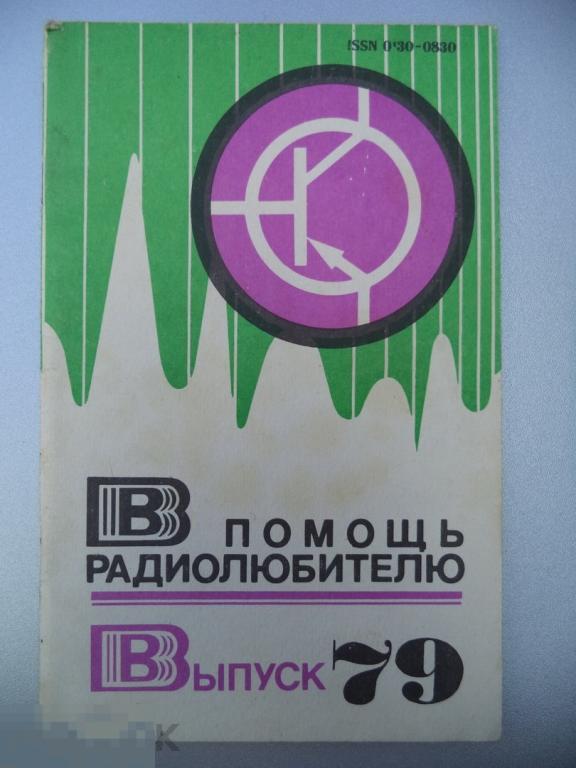 ISSN 0130-0830
В ПОМОЩЬ
РАДИОЛЮБИТЕЛЮ
Выпуск 79